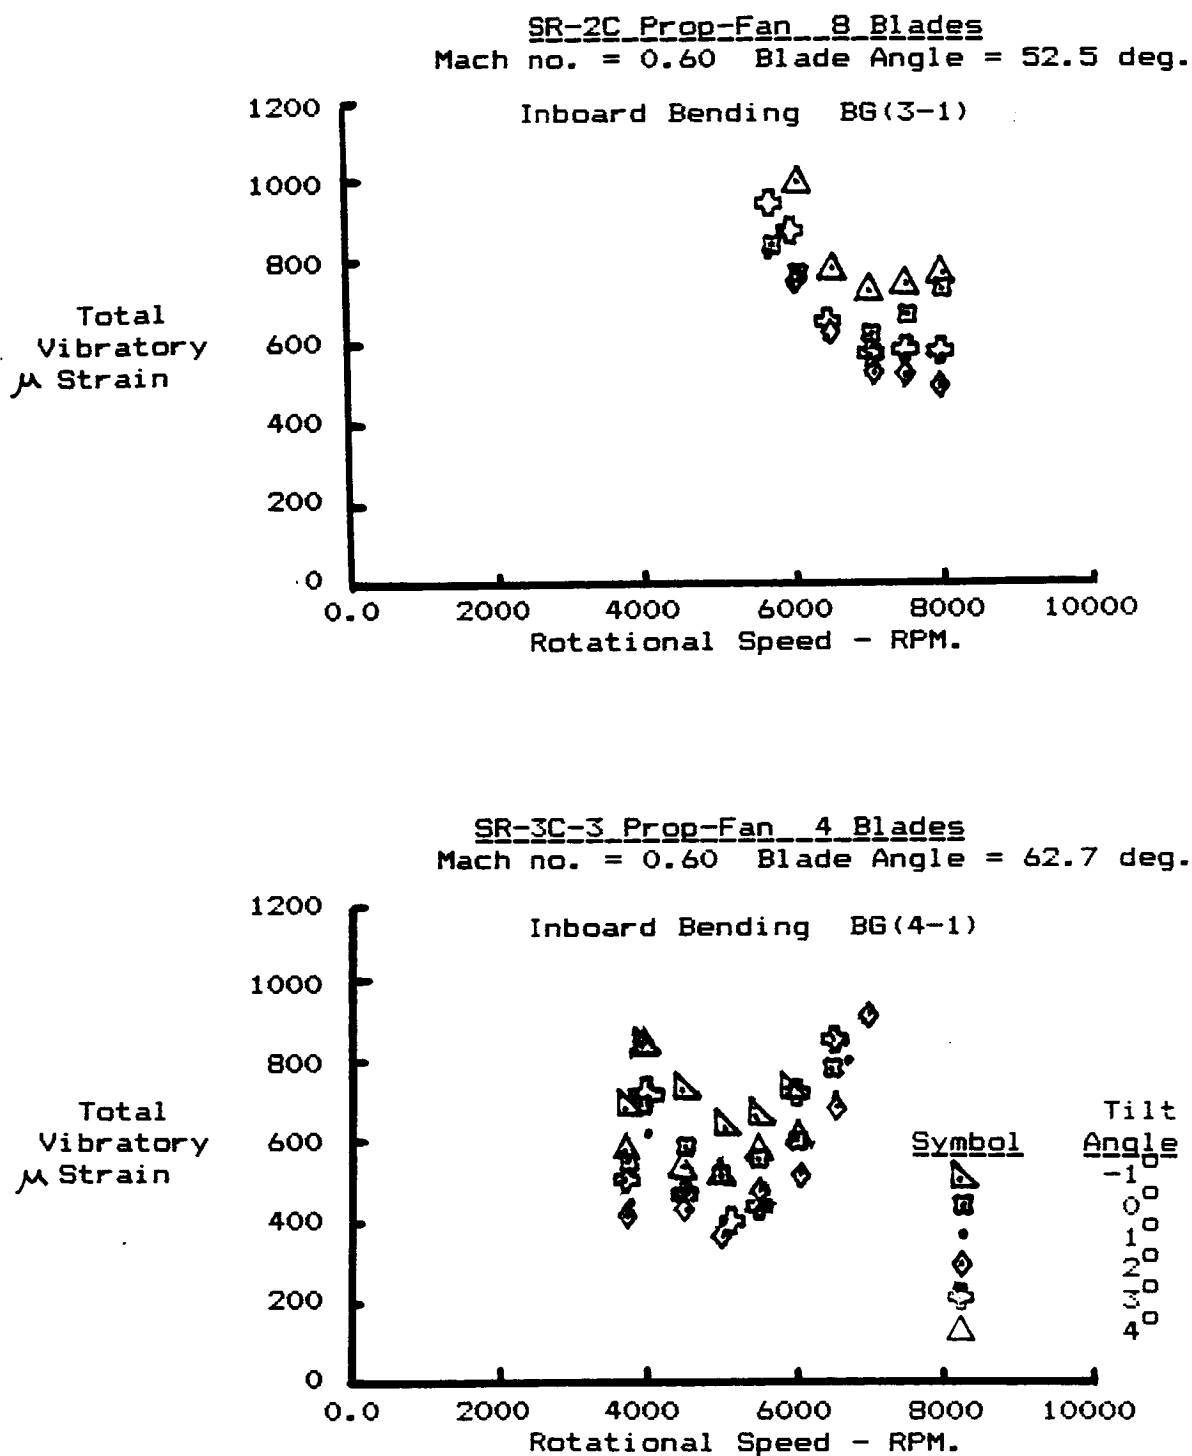 SR-2C Prop-Fan 8 Blades
Mach no. = 0.60 Blade Angle = 52.5 deg.
Inboard Bending BG(3-1)
1200
1000
800
600
400
200
0
Total
Vibratory
μ Strain
0.0 2000 4000 6000 8000 10000
Rotational Speed - RPM.
SR-3C-3 Prop-Fan 4 Blades
Mach no. = 0.60 Blade Angle = 62.7 deg.
Inboard Bending BG(4-1)
1200
1000
800
600
400
200
0
Total
Vibratory
μ Strain
Tilt
Symbol Angle
-1°
0°
1°
2°
3°
4°
0.0 2000 4000 6000 8000 10000
Rotational Speed - RPM.